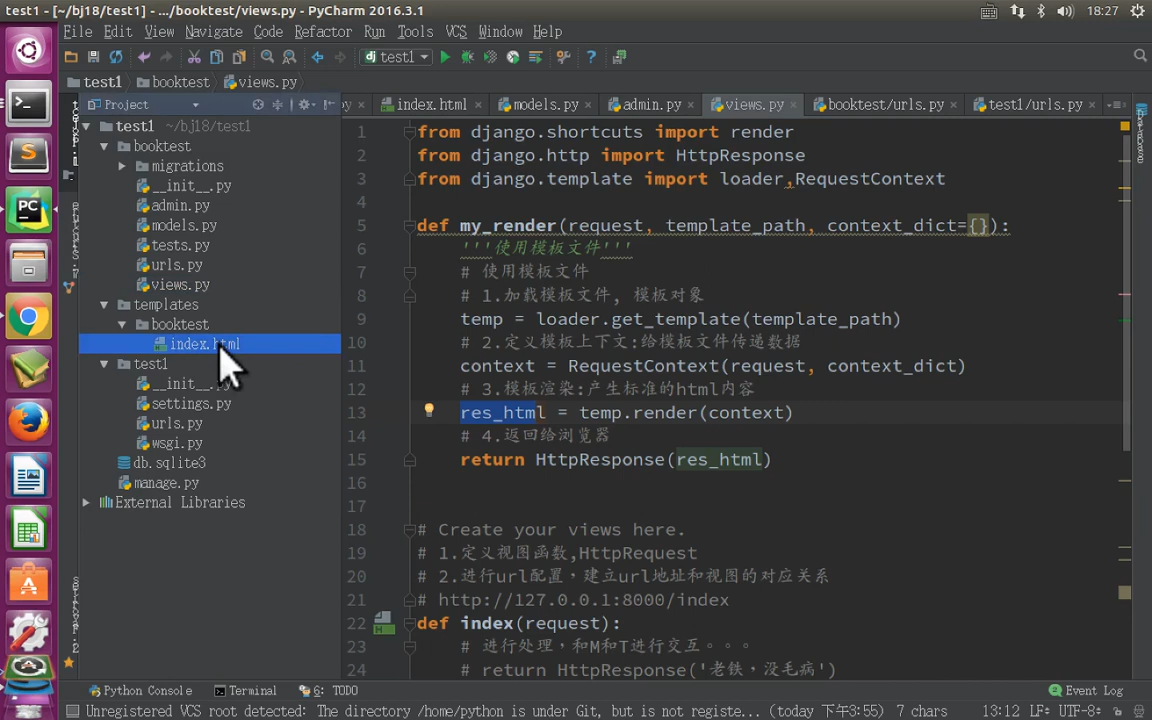 test1 - [~/bj18/test1] - .../booktest/views.py - PyCharm 2016.3.1
18:27
File Edit View Navigate Code Refactor Run Tools VCS Window Help
test1
test1 booktest views.py
Project
py index.html models.py admin.py views.py booktest/urls.py test1/urls.py
test1 ~/bj18/test1
booktest
migrations
__init__.py
admin.py
models.py
tests.py
urls.py
views.py
templates
booktest
index.html
test1
__init__.py
settings.py
urls.py
wsgi.py
db.sqlite3
manage.py
External Libraries
1 from django.shortcuts import render
2 from django.http import HttpResponse
3 from django.template import loader,RequestContext
4
5 def my_render(request, template_path, context_dict={}):
6 '''使用模板文件'''
7 # 使用模板文件
8 # 1.加载模板文件, 模板对象
9 temp = loader.get_template(template_path)
10 # 2.定义模板上下文:给模板文件传递数据
11 context = RequestContext(request, context_dict)
12 # 3.模板渲染:产生标准的html内容
13 res_html = temp.render(context)
14 # 4.返回给浏览器
15 return HttpResponse(res_html)
16
17
18 # Create your views here.
19 # 1.定义视图函数,HttpRequest
20 # 2.进行url配置，建立url地址和视图的对应关系
21 # http://127.0.0.1:8000/index
22 def index(request):
23 # 进行处理，和M和T进行交互。。。
24 # return HttpResponse('老铁，没毛病')
Python Console Terminal 6: TODO 2 Event Log
Unregistered VCS root detected: The directory /home/python is under Git, but is not registe... (today 下午3:55) 7 chars 13:12 LF÷ UTF-8÷